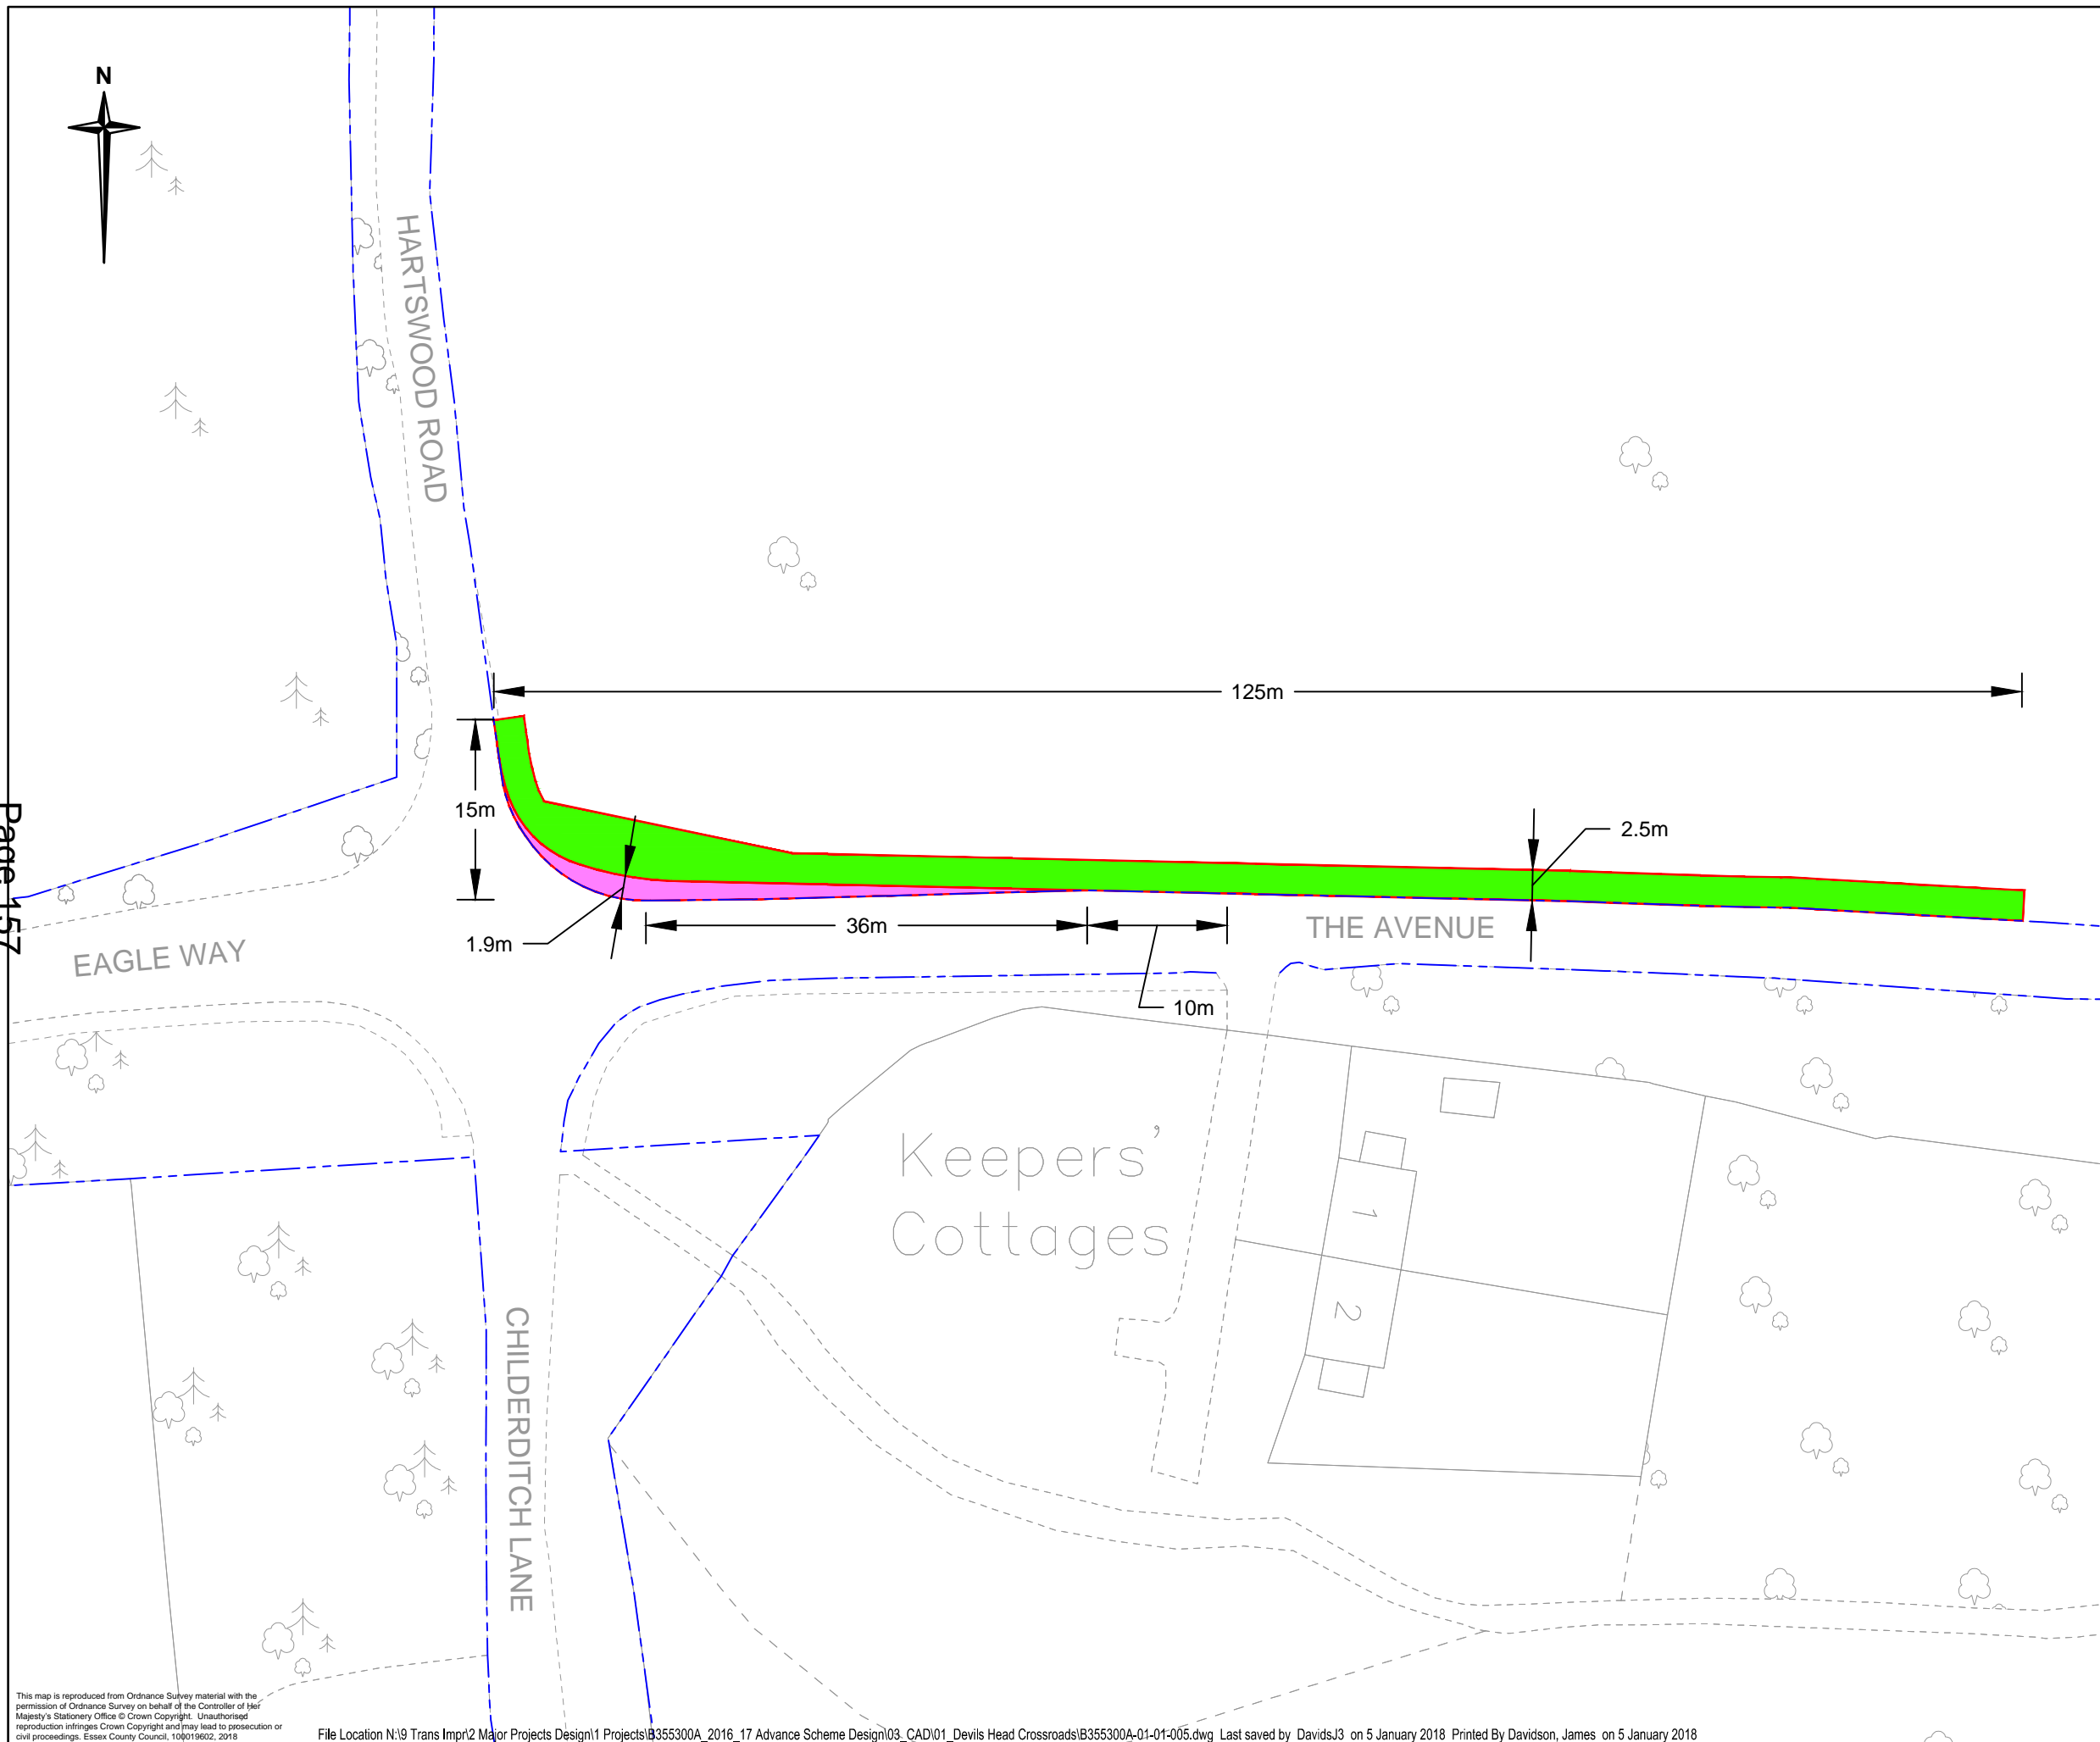 N
HARTSWOOD ROAD
125m
15m
2.5m
1.9m
36m
10m
THE AVENUE
EAGLE WAY
Page 157
Keepers'
Cottages
1
2
CHILDERDITCH LANE
This map is reproduced from Ordnance Survey material with the
permission of Ordnance Survey on behalf of the Controller of Her
Majesty's Stationery Office © Crown Copyright. Unauthorised
reproduction infringes Crown Copyright and may lead to prosecution or
civil proceedings. Essex County Council, 100019602, 2018
File Location N:\9 Trans Impr\2 Major Projects Design\1 Projects\B355300A_2016_17 Advance Scheme Design\03_CAD\01_Devils Head Crossroads\B355300A-01-01-005.dwg Last saved by DavidsJ3 on 5 January 2018 Printed By Davidson, James on 5 January 2018